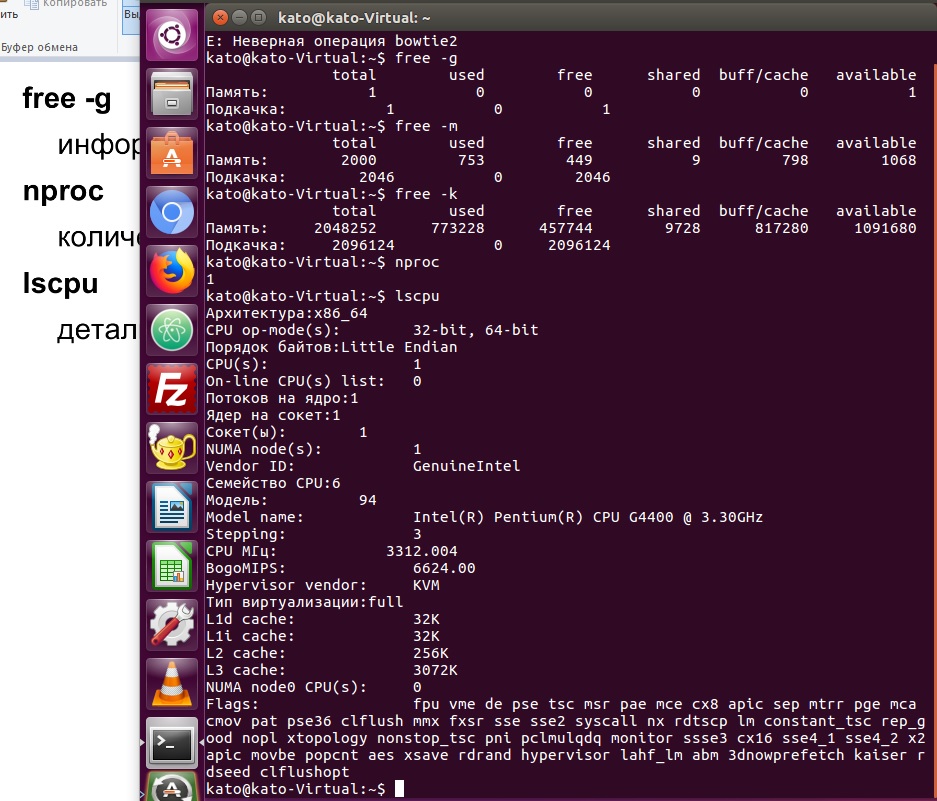 Копировать
ить
Вы
Буфер обмена
free -g
инфор
nproc
колич
lscpu
детал
kato@kato-Virtual: ~
E: Неверная операция bowtie2
kato@kato-Virtual:~$ free -g
total used free shared buff/cache available
Память: 1 0 0 0 0 1
Подкачка: 1 0 1
kato@kato-Virtual:~$ free -m
total used free shared buff/cache available
Память: 2000 753 449 9 798 1068
Подкачка: 2046 0 2046
kato@kato-Virtual:~$ free -k
total used free shared buff/cache available
Память: 2048252 773228 457744 9728 817280 1091680
Подкачка: 2096124 0 2096124
kato@kato-Virtual:~$ nproc
1
kato@kato-Virtual:~$ lscpu
Архитектура:x86_64
CPU op-mode(s): 32-bit, 64-bit
Порядок байтов:Little Endian
CPU(s): 1
On-line CPU(s) list: 0
Потоков на ядро:1
Ядер на сокет:1
Сокет(ы): 1
NUMA node(s): 1
Vendor ID: GenuineIntel
Семейство CPU:6
Модель: 94
Model name: Intel(R) Pentium(R) CPU G4400 @ 3.30GHz
Stepping: 3
CPU МГц: 3312.004
BogoMIPS: 6624.00
Hypervisor vendor: KVM
Тип виртуализации:full
L1d cache: 32K
L1i cache: 32K
L2 cache: 256K
L3 cache: 3072K
NUMA node0 CPU(s): 0
Flags: fpu vme de pse tsc msr pae mce cx8 apic sep mtrr pge mca
cmov pat pse36 clflush mmx fxsr sse sse2 syscall nx rdtscp lm constant_tsc rep_g
ood nopl xtopology nonstop_tsc pni pclmulqdq monitor ssse3 cx16 sse4_1 sse4_2 x2
apic movbe popcnt aes xsave rdrand hypervisor lahf_lm abm 3dnowprefetch kaiser r
dseed clflushopt
kato@kato-Virtual:~$